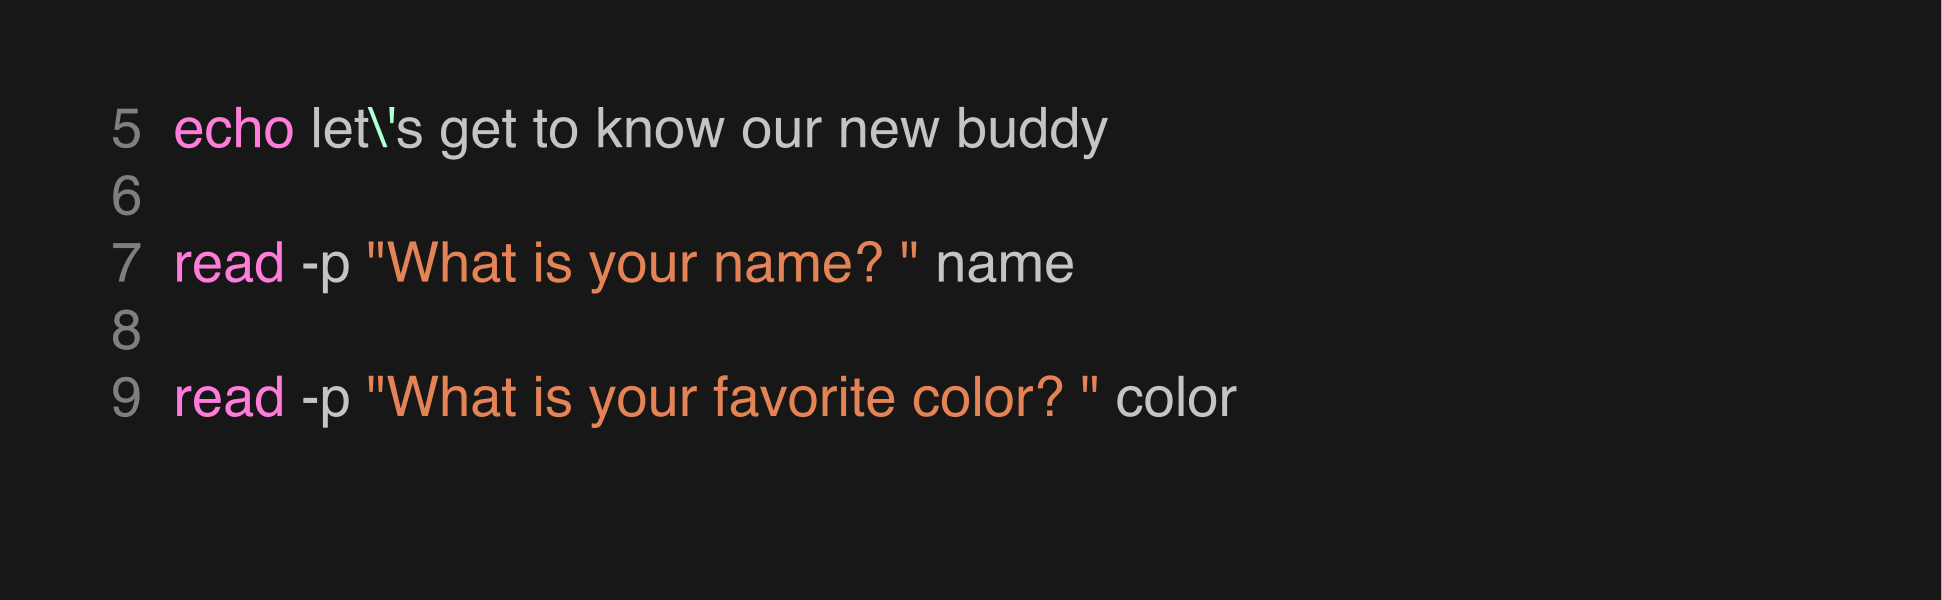 5 echo let\'s get to know our new buddy
6
7 read -p "What is your name? " name
8
9 read -p "What is your favorite color? " color